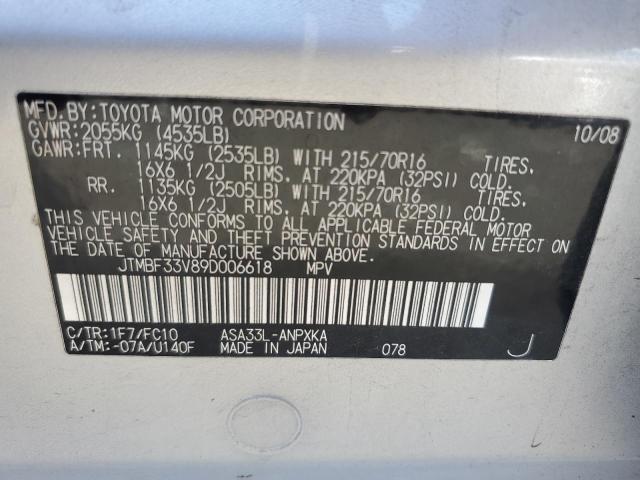 MFD.BY:TOYOTA MOTOR CORPORATION 10/08
GVWR:2055KG (4535LB)
GAWR:FRT. 1145KG (2535LB) WITH 215/70R16 TIRES.
16X6 1/2J RIMS. AT 220KPA (32PSI) COLD.
RR. 1135KG (2505LB) WITH 215/70R16 TIRES.
16X6 1/2J RIMS. AT 220KPA (32PSI) COLD.
THIS VEHICLE CONFORMS TO ALL APPLICABLE FEDERAL MOTOR
VEHICLE SAFETY AND THEFT PREVENTION STANDARDS IN EFFECT ON
THE DATE OF MANUFACTURE SHOWN ABOVE.
JTMBF33V89D006618 MPV
C/TR:1F7/FC10 ASA33L-ANPXKA
A/TM:-07A/U140F MADE IN JAPAN 078 J